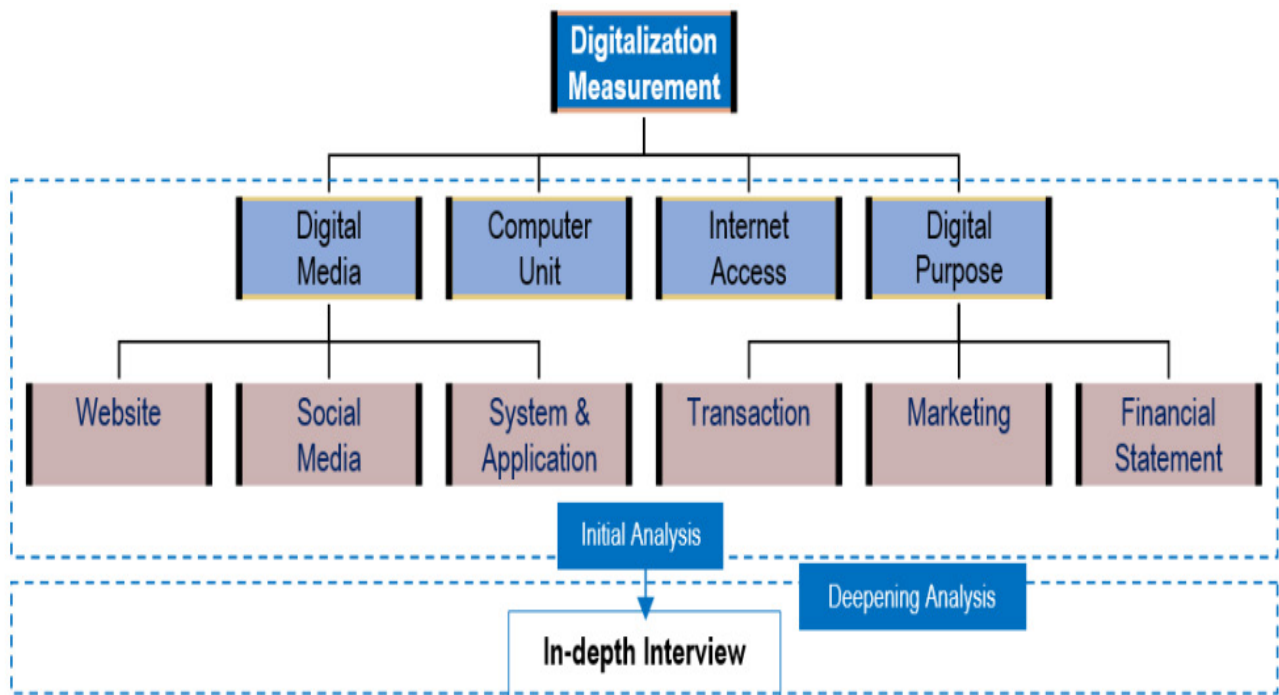 Digitalization
Measurement
Digital
Media
Computer
Unit
Internet
Access
Digital
Purpose
Website
Social
Media
System &
Application
Transaction
Marketing
Financial
Statement
Initial Analysis
Deepening Analysis
In-depth Interview